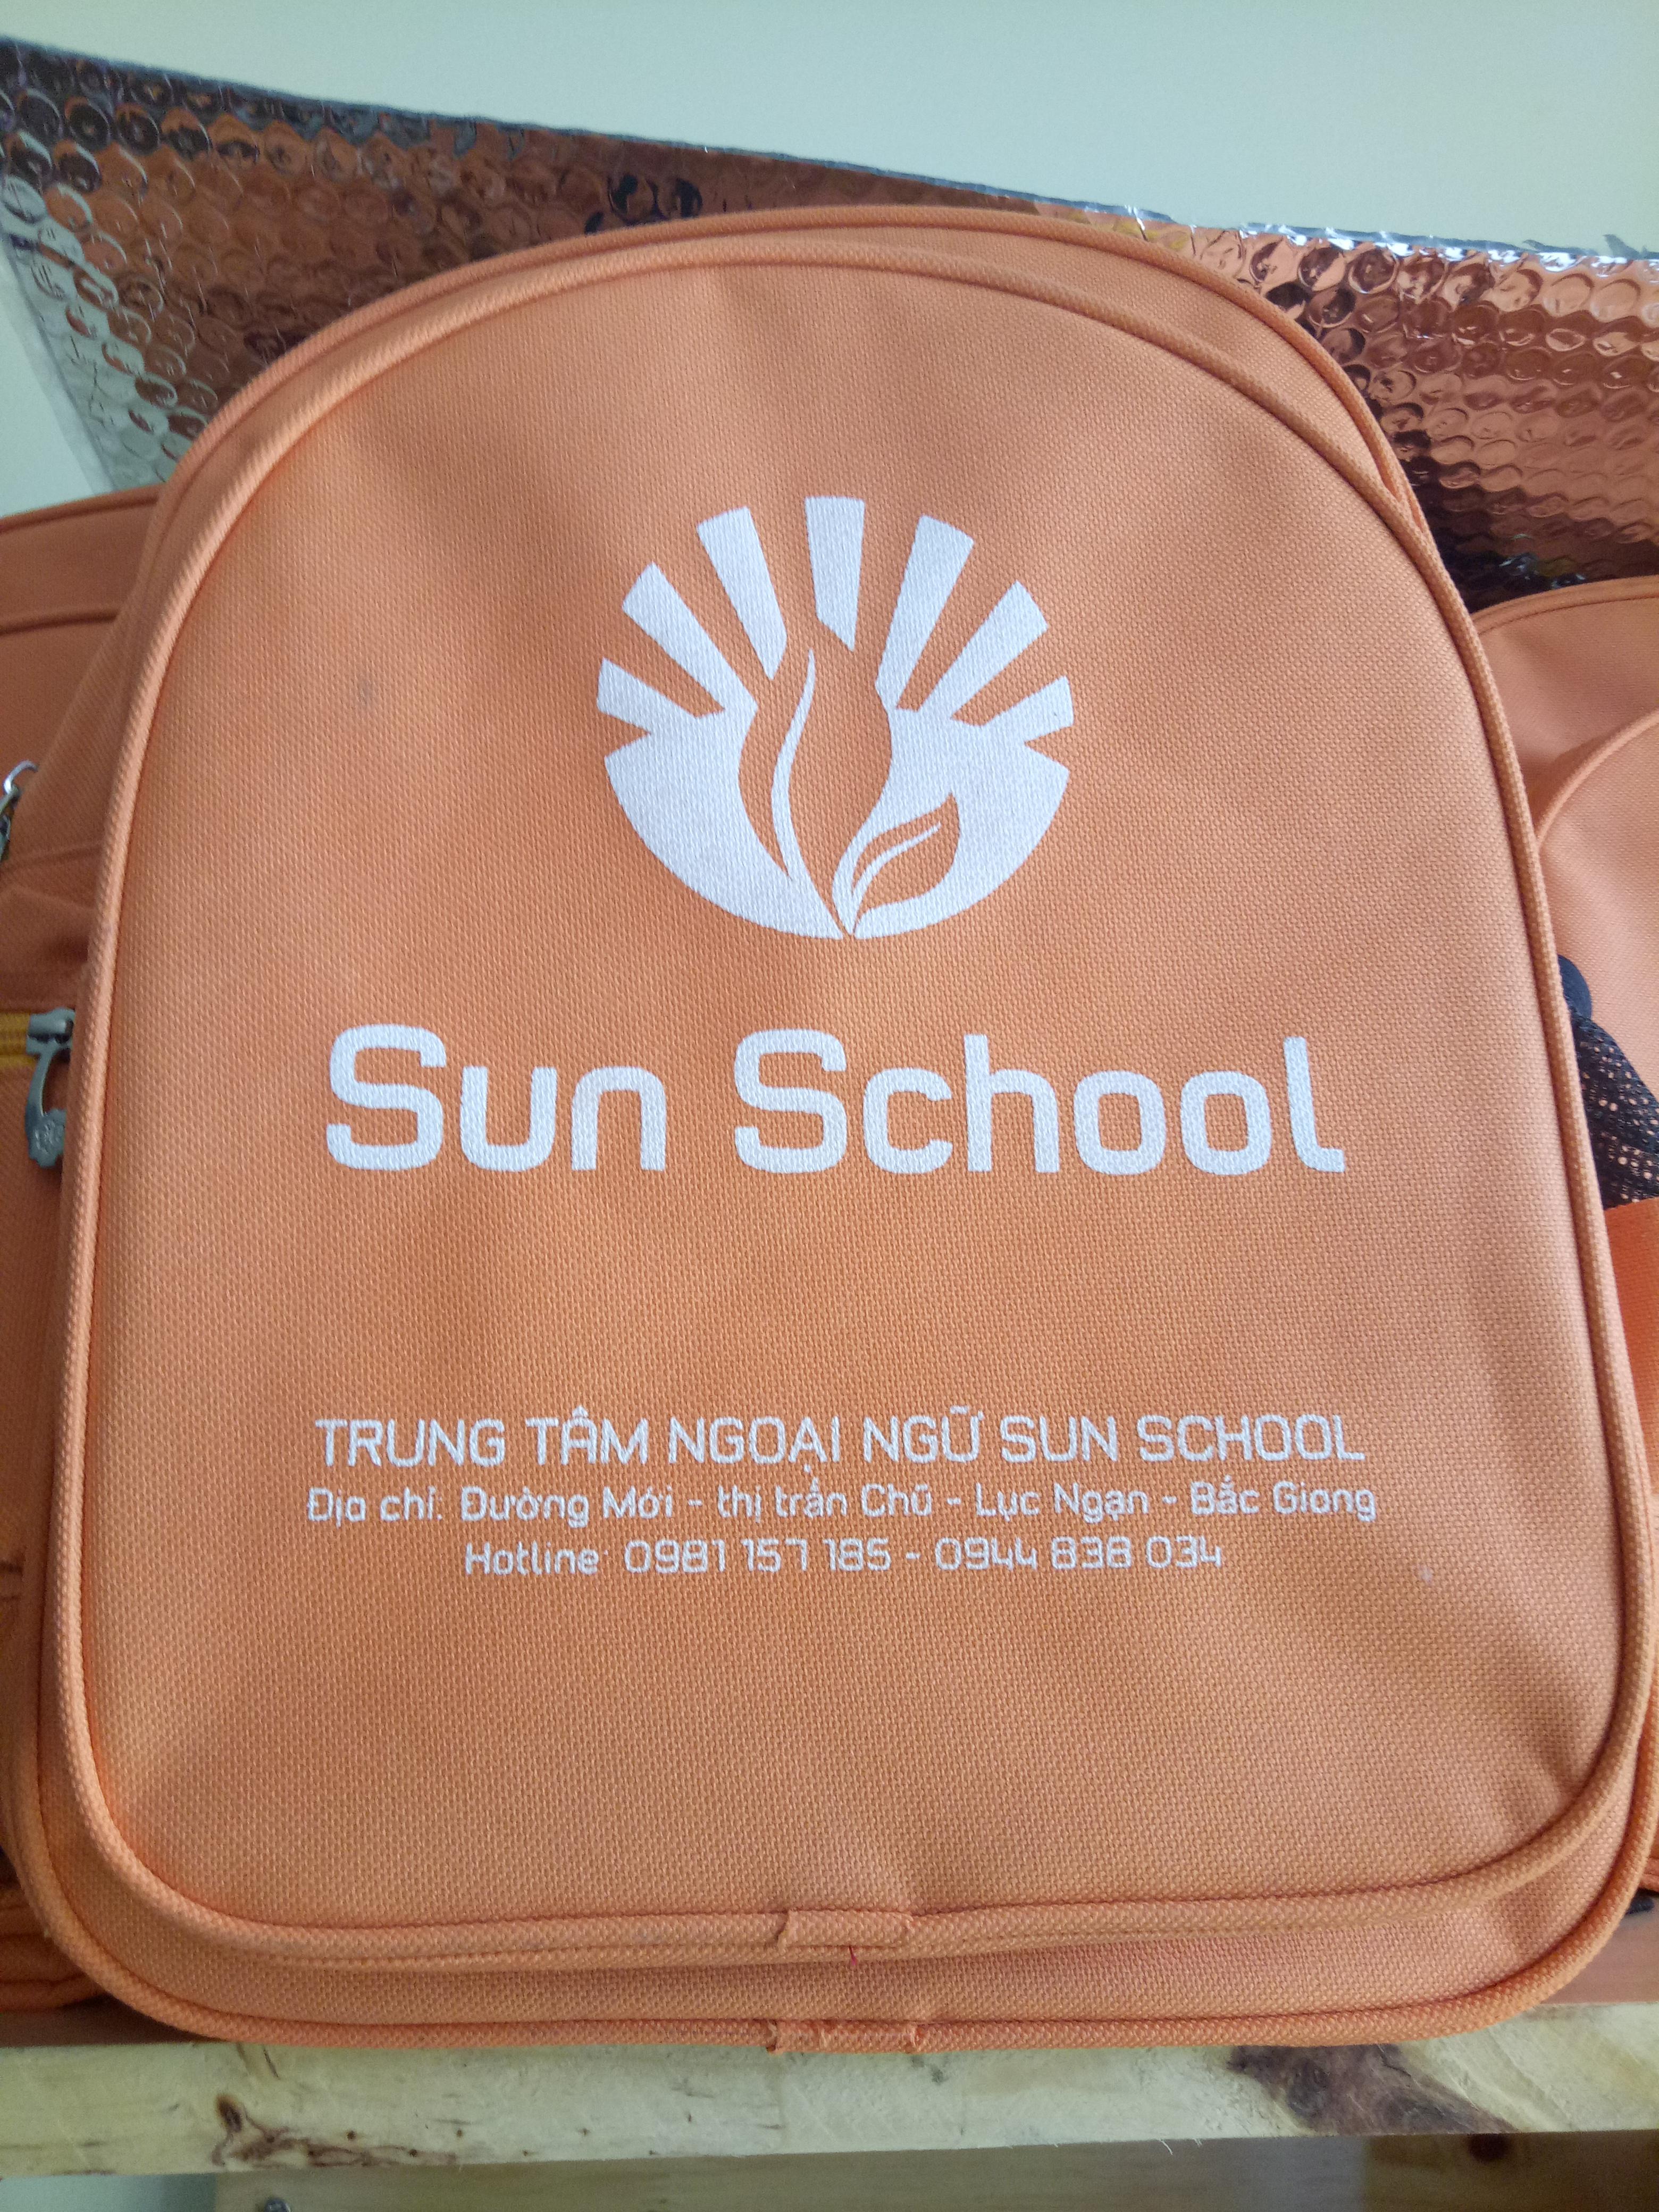 Sun School
TRUNG TÂM NGOẠI NGỮ SUN SCHOOL
Địa chỉ: Đường Mới - thị trấn Chũ - Lục Ngạn - Bắc Giang
Hotline: 0981 157 185 - 0944 838 034